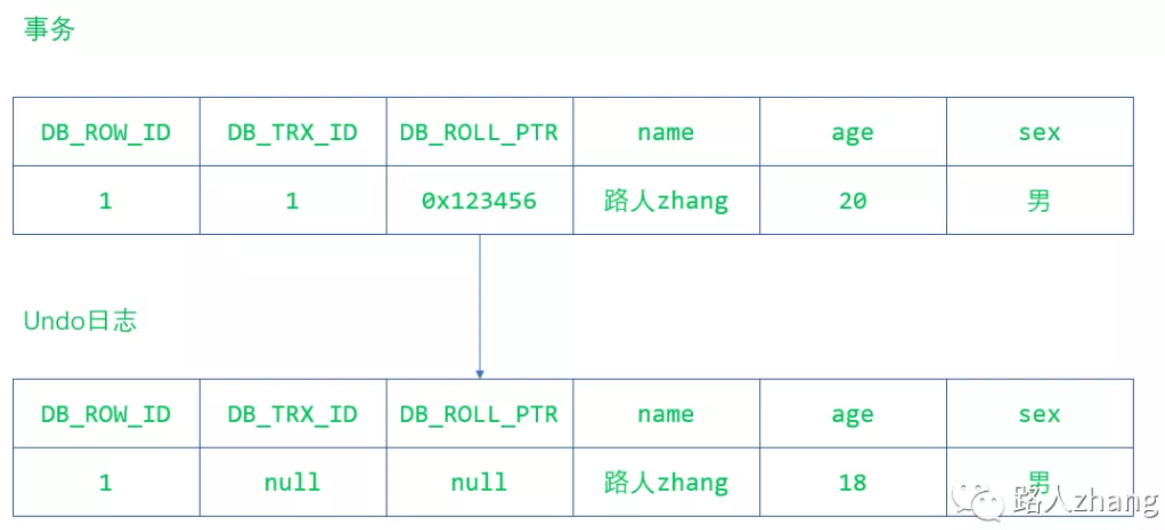 事务
DB_ROW_ID DB_TRX_ID DB_ROLL_PTR name age sex
1 1 0x123456 路人zhang 20 男
Undo日志
DB_ROW_ID DB_TRX_ID DB_ROLL_PTR name age sex
1 null null 路人zhang 18 男
路人zhang